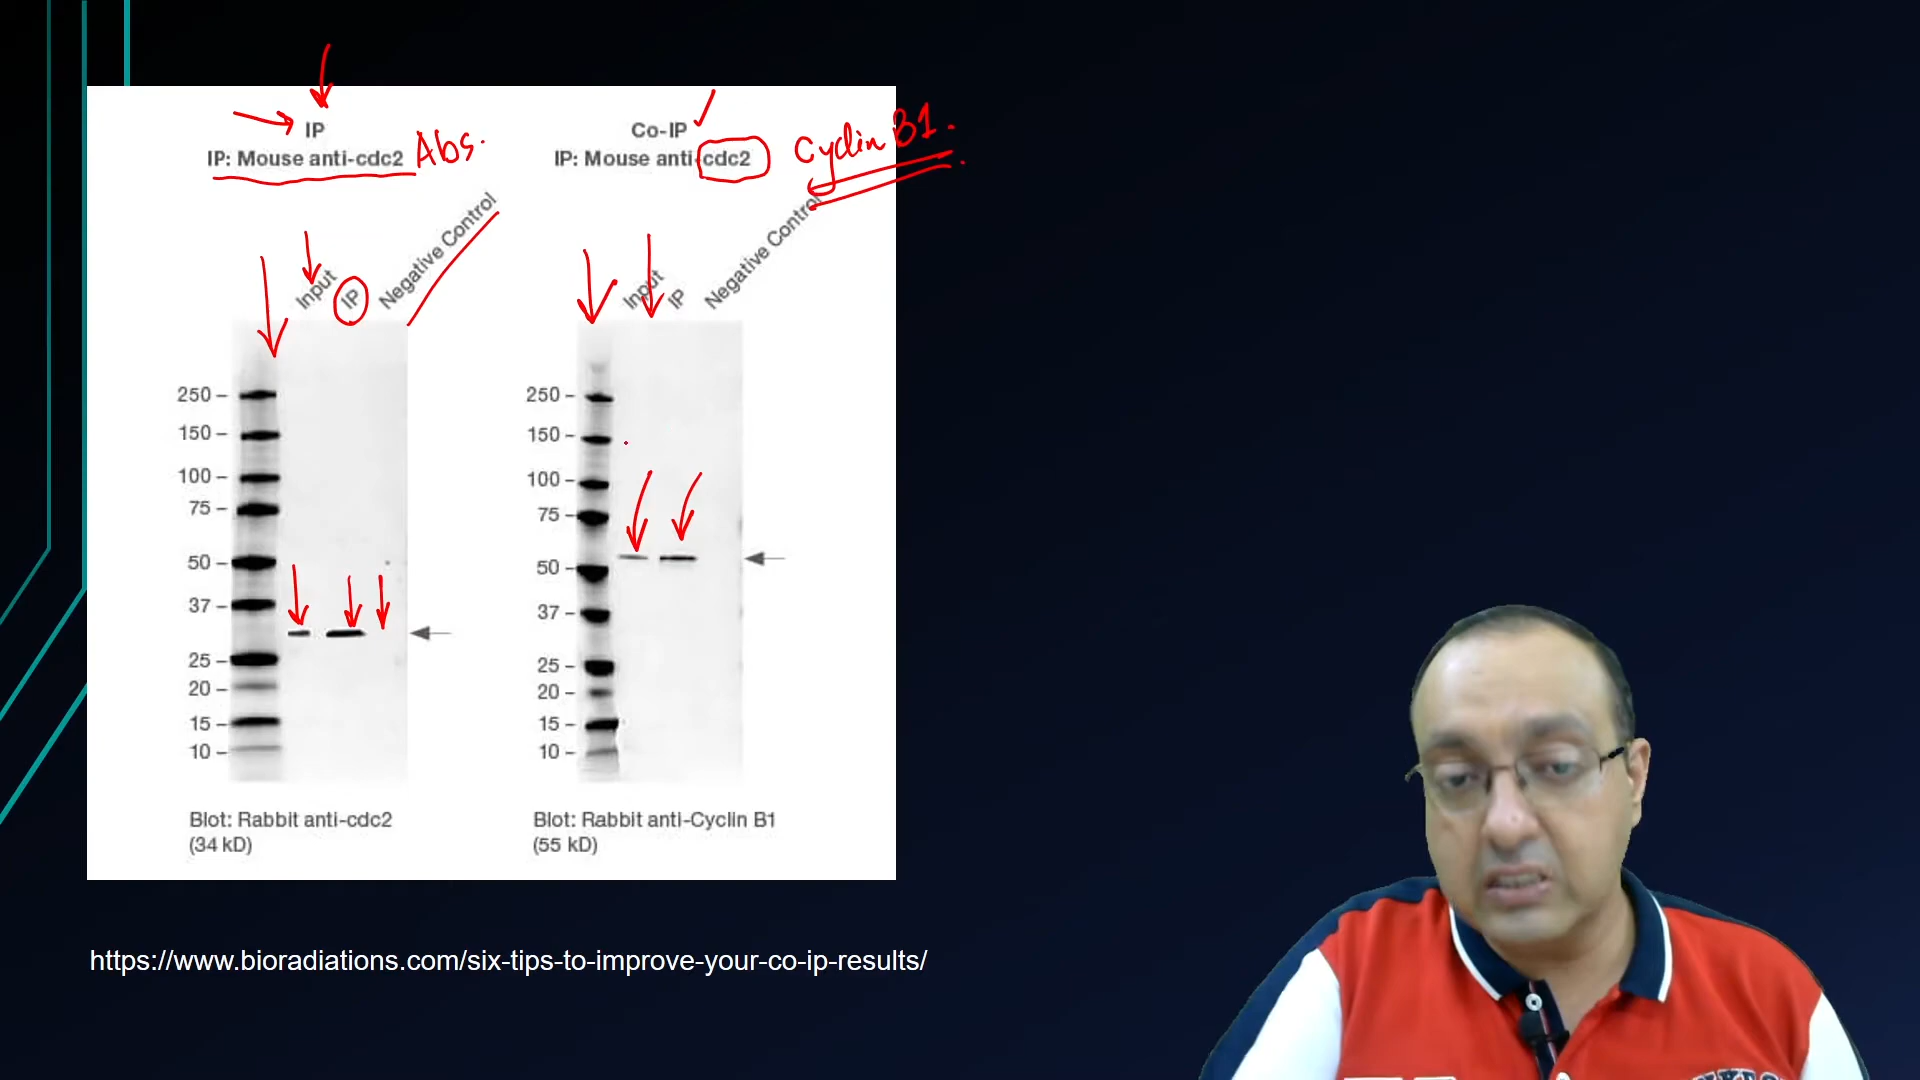 IP
IP: Mouse anti-cdc2 Abs.
Input
IP
Negative Control
250
150
100
75
50
37
25
20
15
10
Blot: Rabbit anti-cdc2
(34 kD)
Co-IP
IP: Mouse anti-cdc2
Cyclin B1.
Input
IP
Negative Control
250
150
100
75
50
37
25
20
15
10
Blot: Rabbit anti-Cyclin B1
(55 kD)
https://www.bioradiations.com/six-tips-to-improve-your-co-ip-results/